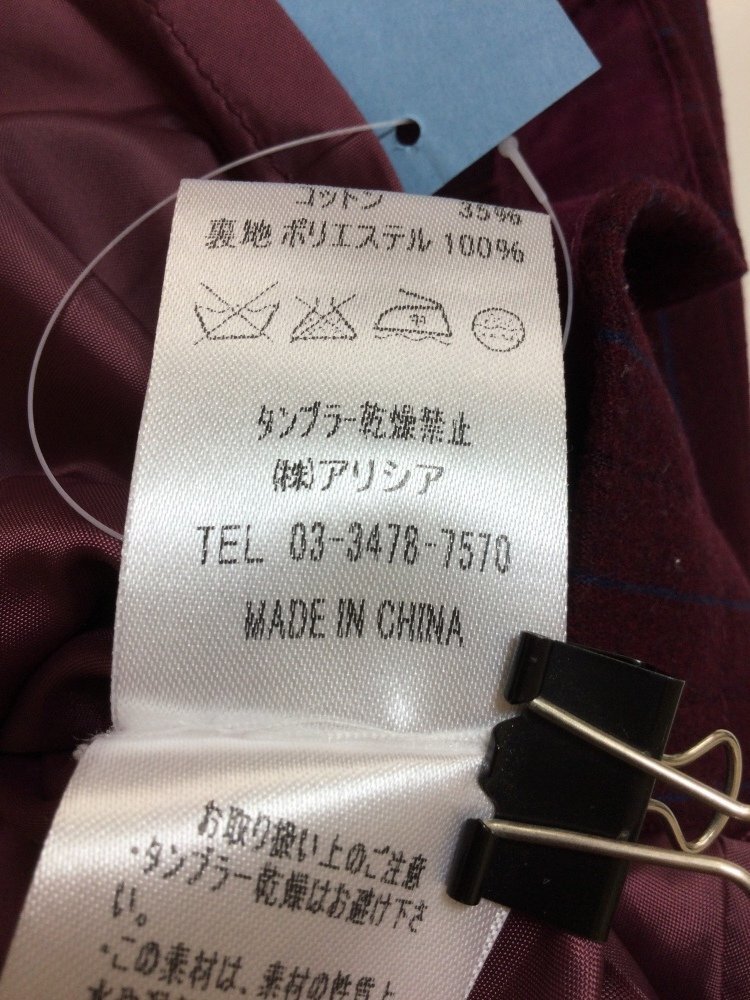 コットン 35%
裏地 ポリエステル 100%
タンブラー乾燥禁止
(株)アリシア
TEL 03-3478-7570
MADE IN CHINA
お取り扱い上のご注意
・タンブラー乾燥はお避け下さ
い。
・この素材は、素材の性質上